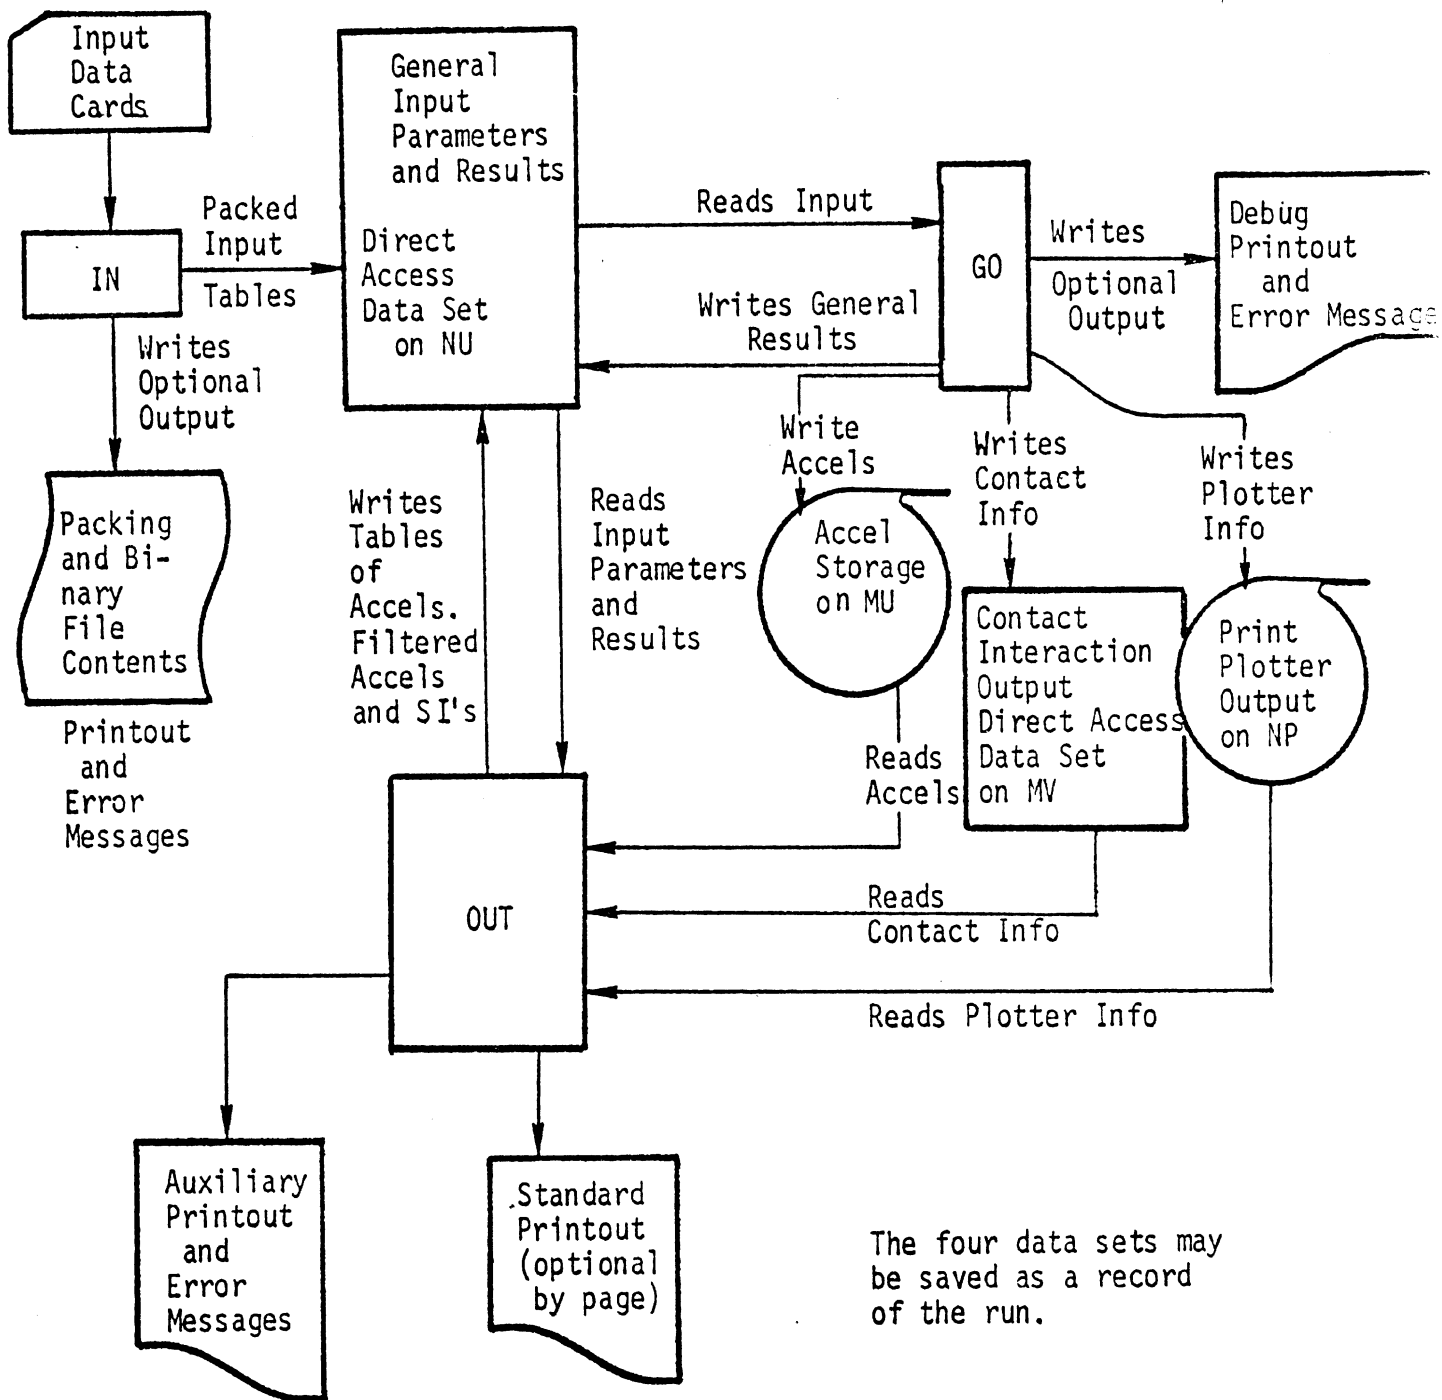 Input
Data
Cards
General
Input
Parameters
and Results
Direct
Access
Data Set
on NU
Packed
Input
Tables
IN
Reads Input
GO
Writes
Optional
Output
Debug
Printout
and
Error Message
Writes General
Results
Writes
Optional
Output
Write
Accels
Writes
Contact
Info
Writes
Plotter
Info
Packing
and Bi-
nary
File
Contents
Printout
and
Error
Messages
Writes
Tables
of
Accels.
Filtered
Accels
and SI's
Reads
Input
Parameters
and
Results
Accel
Storage
on MU
Contact
Interaction
Output
Direct Access
Data Set
on MV
Print
Plotter
Output
on NP
Reads
Accels
OUT
Reads
Contact Info
Reads Plotter Info
Auxiliary
Printout
and
Error
Messages
Standard
Printout
(optional
by page)
The four data sets may
be saved as a record
of the run.